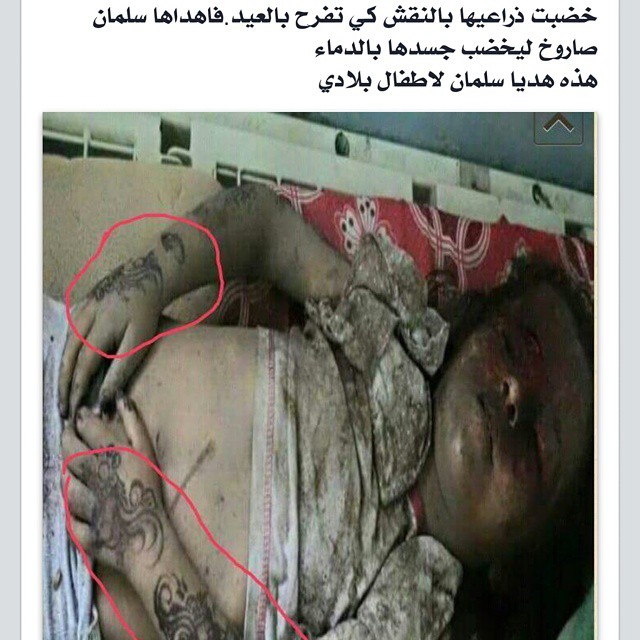 خضبت ذراعيها بالنقش كي تفرح بالعيد.فاهداها سلمان
صاروخ ليخضب جسدها بالدماء
هذه هديا سلمان لاطفال بلادي